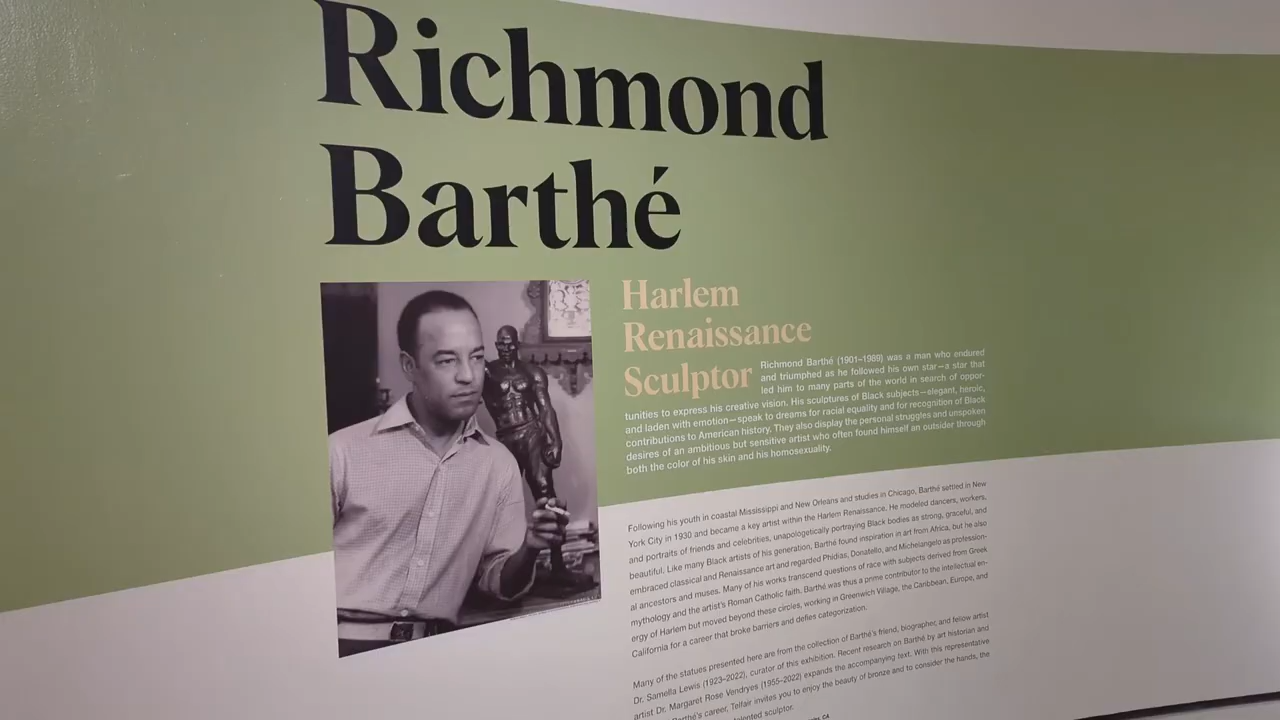 Richmond
Barthé
Harlem
Renaissance
Sculptor
Richmond Barthé (1901–1989) was a man who endured
and triumphed as he followed his own star—a star that
led him to many parts of the world in search of oppor-
tunities to express his creative vision. His sculptures of Black subjects—elegant, heroic,
and laden with emotion—speak to dreams for racial equality and for recognition of Black
contributions to American history. They also display the personal struggles and unspoken
desires of an ambitious but sensitive artist who often found himself an outsider through
both the color of his skin and his homosexuality.
Following his youth in coastal Mississippi and New Orleans and studies in Chicago, Barthé settled in New
York City in 1930 and became a key artist within the Harlem Renaissance. He modeled dancers, workers,
and portraits of friends and celebrities, unapologetically portraying Black bodies as strong, graceful, and
beautiful. Like many Black artists of his generation, Barthé found inspiration in art from Africa, but he also
embraced classical and Renaissance art and regarded Phidias, Donatello, and Michelangelo as profession-
al ancestors and muses. Many of his works transcend questions of race with subjects derived from Greek
mythology and the artist's Roman Catholic faith. Barthé was thus a prime contributor to the intellectual en-
ergy of Harlem but moved beyond these circles, working in Greenwich Village, the Caribbean, Europe, and
California for a career that broke barriers and defies categorization.
Many of the statues presented here are from the collection of Barthé's friend, biographer, and fellow artist
Dr. Samella Lewis (1923–2022), curator of this exhibition. Recent research on Barthé by art historian and
artist Dr. Margaret Rose Vendryes (1955–2022) expands the accompanying text. With this representative
Barthé's career, Telfair invites you to enjoy the beauty of bronze and to consider the hands, the
talented sculptor.
CA